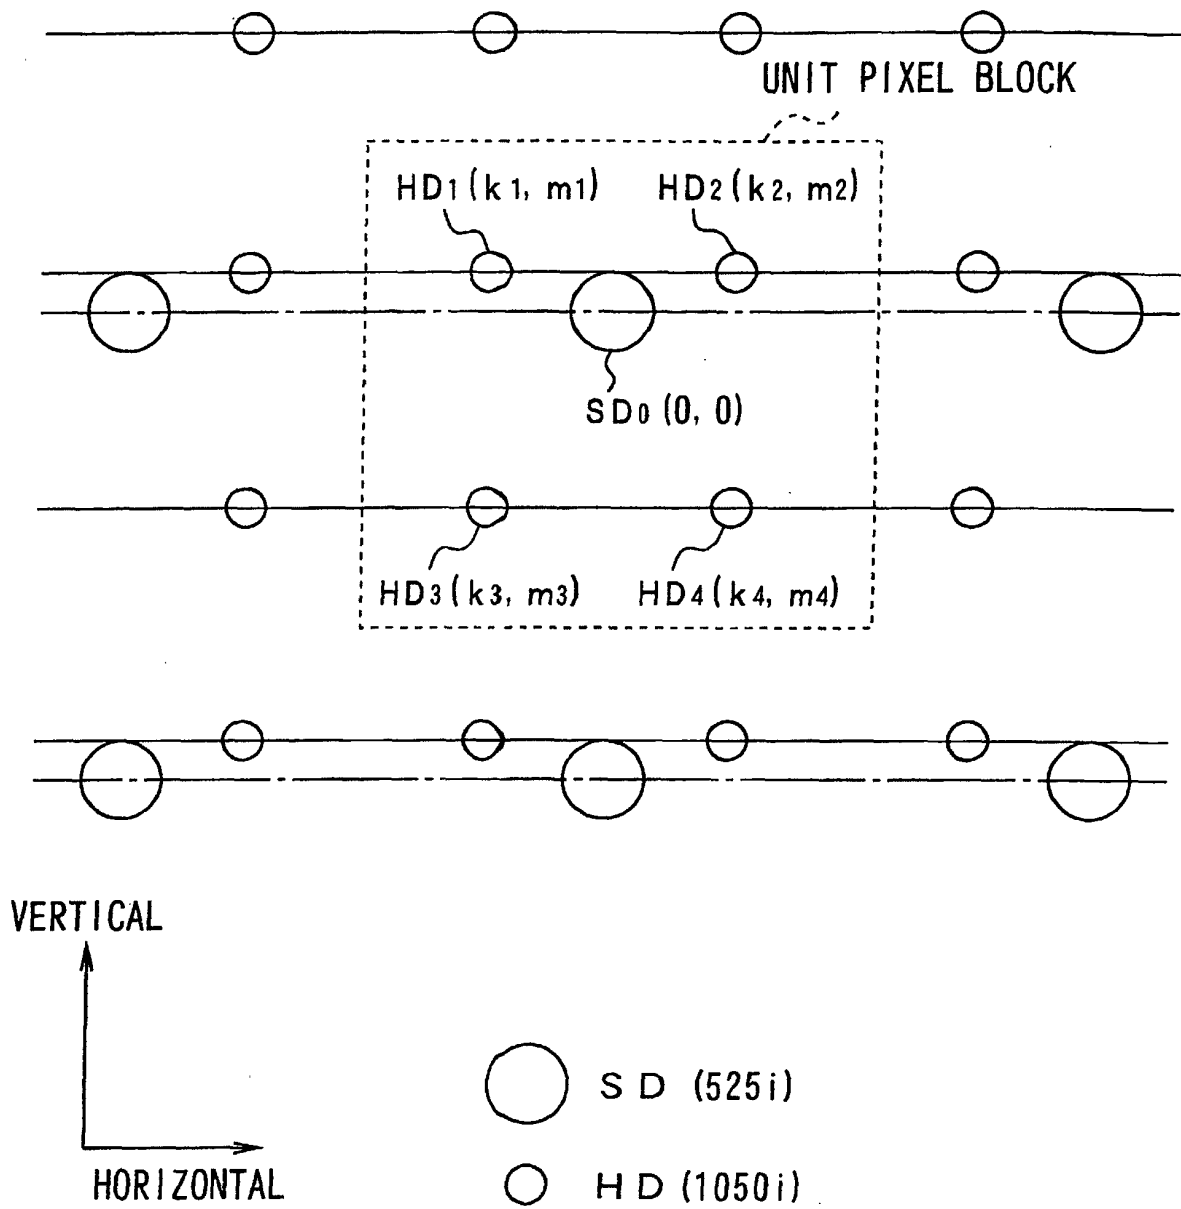 UNIT PIXEL BLOCK
HD1 (k1, m1) HD2 (k2, m2)
SD0 (0, 0)
HD3 (k3, m3) HD4 (k4, m4)
VERTICAL
HORIZONTAL
SD (525i)
HD (1050i)